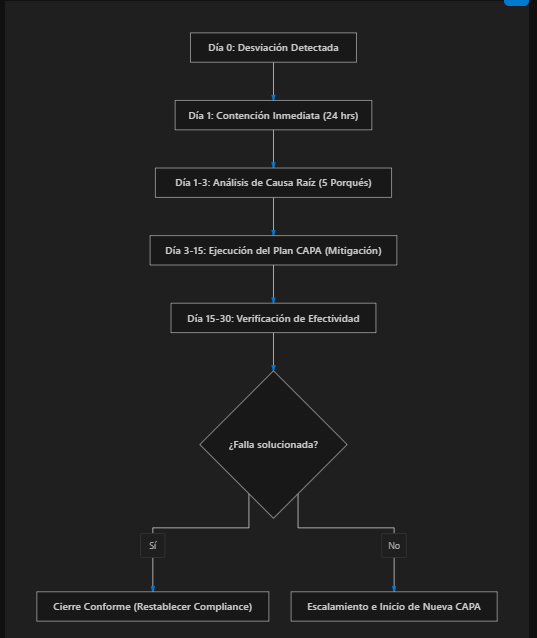 Día 0: Desviación Detectada
Día 1: Contención Inmediata (24 hrs)
Día 1-3: Análisis de Causa Raíz (5 Porqués)
Día 3-15: Ejecución del Plan CAPA (Mitigación)
Día 15-30: Verificación de Efectividad
¿Falla solucionada?
Sí
No
Cierre Conforme (Restablecer Compliance)
Escalamiento e Inicio de Nueva CAPA